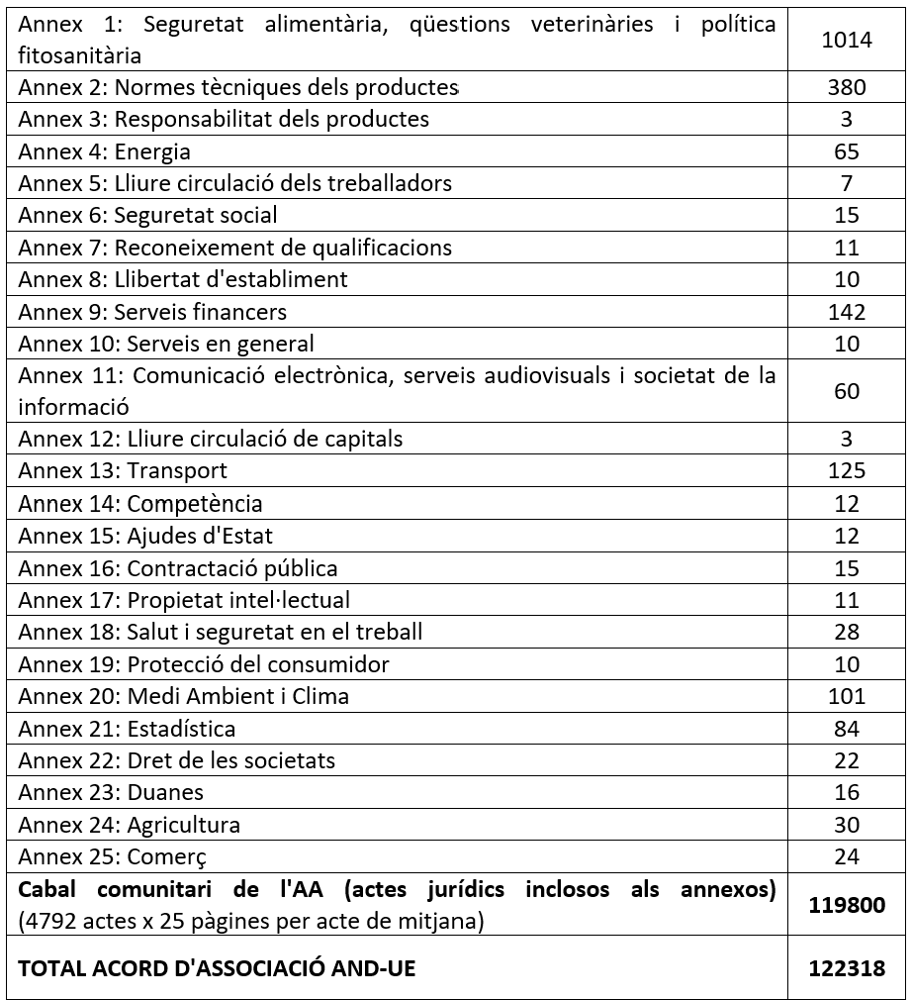 Annex 1: Seguretat alimentària, qüestions veterinàries i política
fitosanitària
1014
Annex 2: Normes tècniques dels productes 380
Annex 3: Responsabilitat dels productes 3
Annex 4: Energia 65
Annex 5: Lliure circulació dels treballadors 7
Annex 6: Seguretat social 15
Annex 7: Reconeixement de qualificacions 11
Annex 8: Llibertat d'establiment 10
Annex 9: Serveis financers 142
Annex 10: Serveis en general 10
Annex 11: Comunicació electrònica, serveis audiovisuals i societat de la
informació
60
Annex 12: Lliure circulació de capitals 3
Annex 13: Transport 125
Annex 14: Competència 12
Annex 15: Ajudes d'Estat 12
Annex 16: Contractació pública 15
Annex 17: Propietat intel·lectual 11
Annex 18: Salut i seguretat en el treball 28
Annex 19: Protecció del consumidor 10
Annex 20: Medi Ambient i Clima 101
Annex 21: Estadística 84
Annex 22: Dret de les societats 22
Annex 23: Duanes 16
Annex 24: Agricultura 30
Annex 25: Comerç 24
Cabal comunitari de l'AA (actes jurídics inclosos als annexos)
(4792 actes x 25 pàgines per acte de mitjana)
119800
TOTAL ACORD D'ASSOCIACIÓ AND-UE 122318